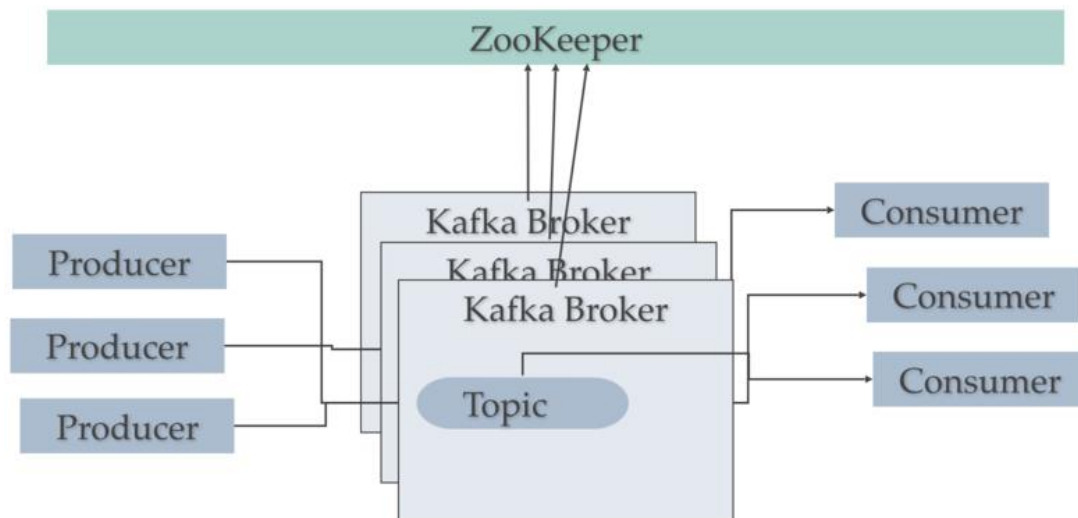 ZooKeeper
Kafka Broker
Kafka Broker
Kafka Broker
Producer
Producer
Producer
Topic
Consumer
Consumer
Consumer